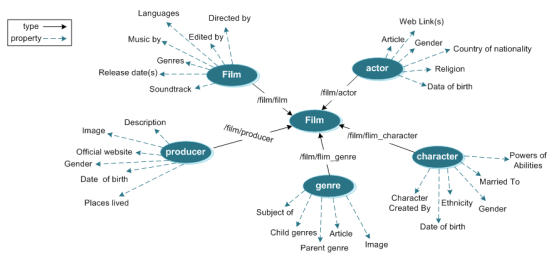 type
property
Languages
Directed by
Music by
Edited by
Genres
Release date(s)
Soundtrack
Film
/film/film
Web Link(s)
Article
Gender
Country of nationality
Religion
Data of birth
actor
/film/actor
Film
Description
Image
Official website
Gender
Date of birth
Places lived
producer
/film/producer
/film/flim_genre
genre
Subject of
Child genres
Parent genre
Article
Image
/film/flim_character
character
Powers of
Abilities
Married To
Gender
Ethnicity
Date of birth
Character
Created By